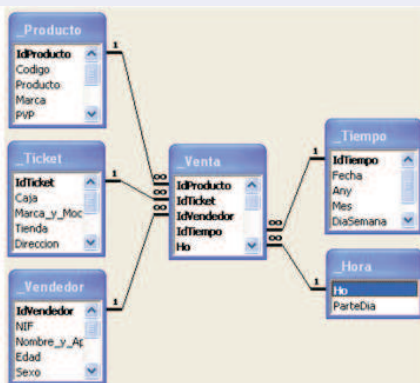 _Producto
IdProducto
Codigo
Producto
Marca
PVP
1
_Ticket
IdTicket
Caja
Marca_y_Moc
Tienda
Direccion
1
_Vendedor
IdVendedor
NIF
Nombre_y_Ap
Edad
Sexo
1
_Venta
IdProducto
IdTicket
IdVendedor
IdTiempo
Ho
∞
∞
∞
∞
∞
_Tiempo
IdTiempo
Fecha
Any
Mes
DiaSemana
1
_Hora
Ho
ParteDia
1